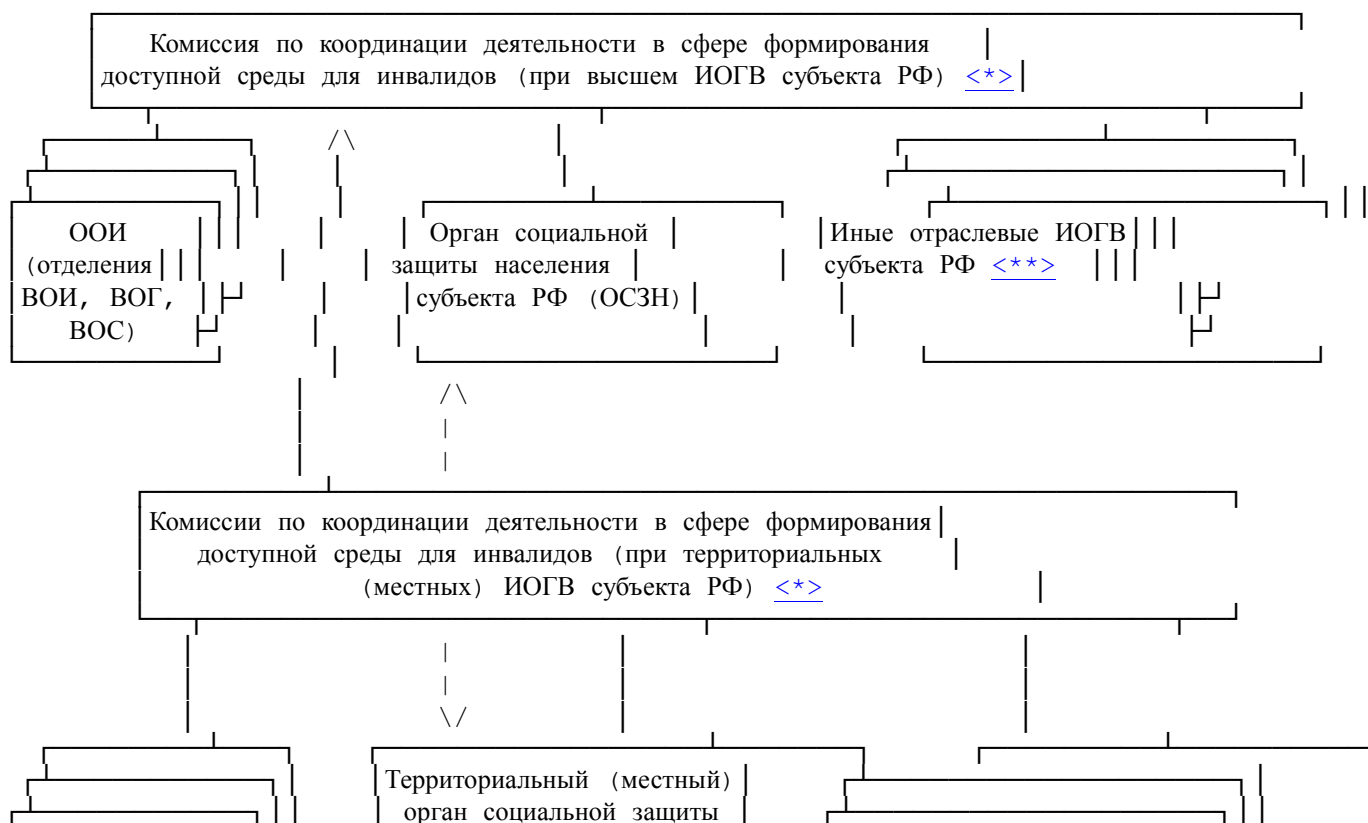 Комиссия по координации деятельности в сфере формирования
доступной среды для инвалидов (при высшем ИОГВ субъекта РФ) <*>
ООИ
(отделения
ВОИ, ВОГ,
ВОС)
Орган социальной
защиты населения
субъекта РФ (ОСЗН)
Иные отраслевые ИОГВ
субъекта РФ <**>
Комиссии по координации деятельности в сфере формирования
доступной среды для инвалидов (при территориальных
(местных) ИОГВ субъекта РФ) <*>
Территориальный (местный)
орган социальной защиты